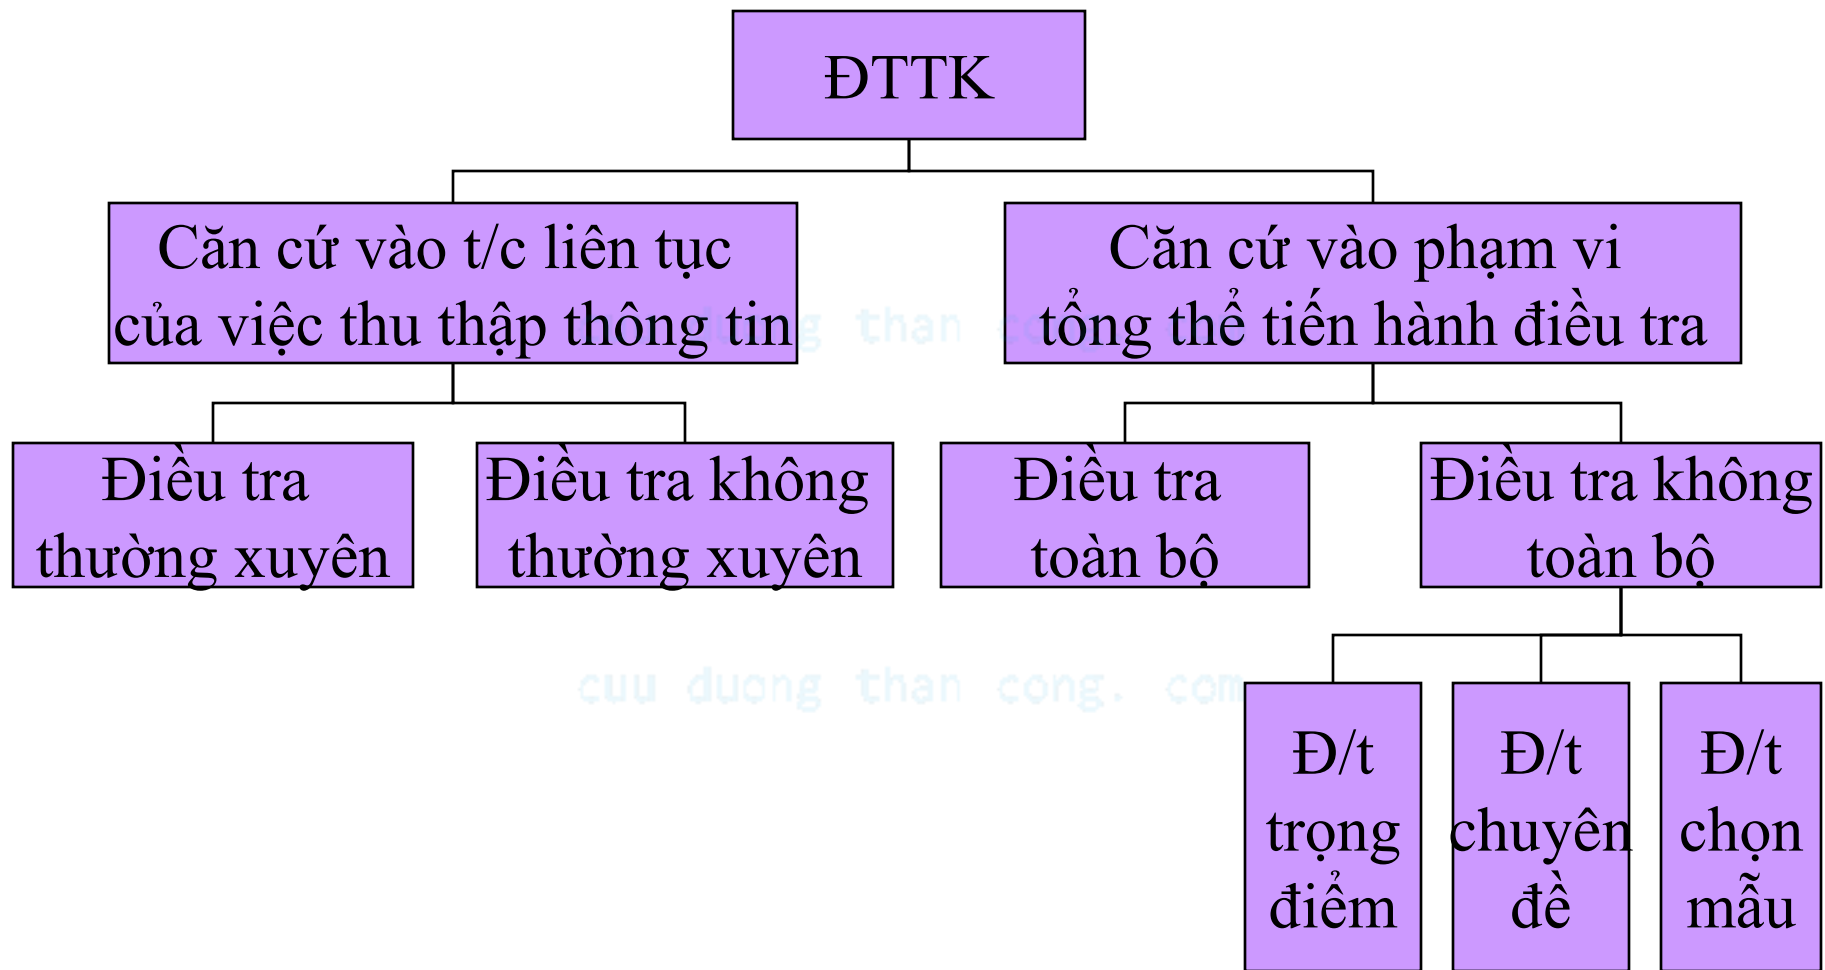 ĐTTK
Căn cứ vào t/c liên tục
của việc thu thập thông tin
Căn cứ vào phạm vi
tổng thể tiến hành điều tra
Điều tra
thường xuyên
Điều tra không
thường xuyên
Điều tra
toàn bộ
Điều tra không
toàn bộ
cuu duong than cong. com
Đ/t
trọng
điểm
Đ/t
chuyên
đề
Đ/t
chọn
mẫu